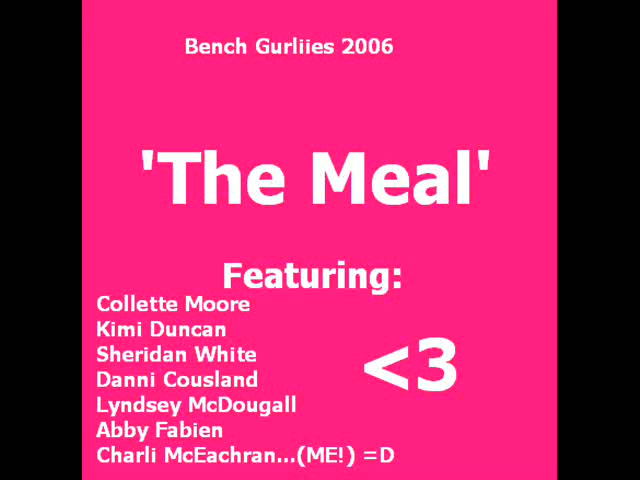 Bench Gurliies 2006
'The Meal'
Featuring:
Collette Moore
Kimi Duncan
Sheridan White
Danni Cousland
Lyndsey McDougall
Abby Fabien
Charli McEachran...(ME!) =D
<3